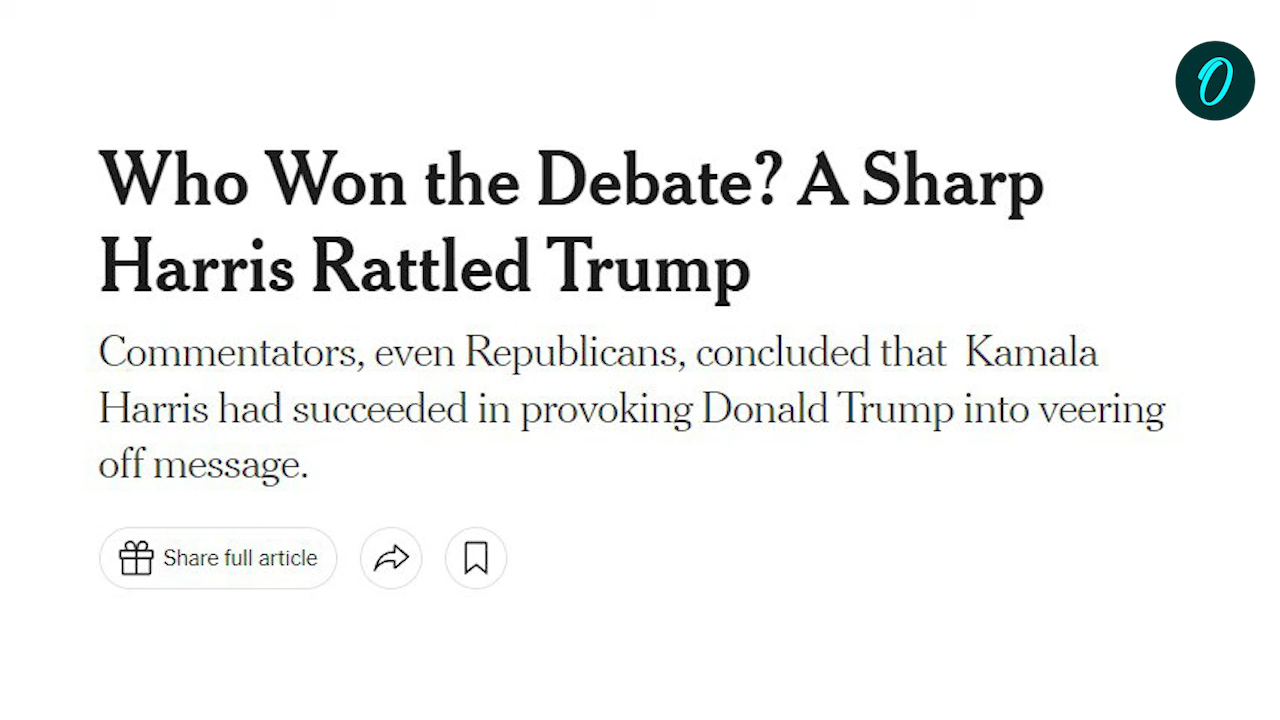 O
Who Won the Debate? A Sharp
Harris Rattled Trump
Commentators, even Republicans, concluded that Kamala
Harris had succeeded in provoking Donald Trump into veering
off message.
Share full article